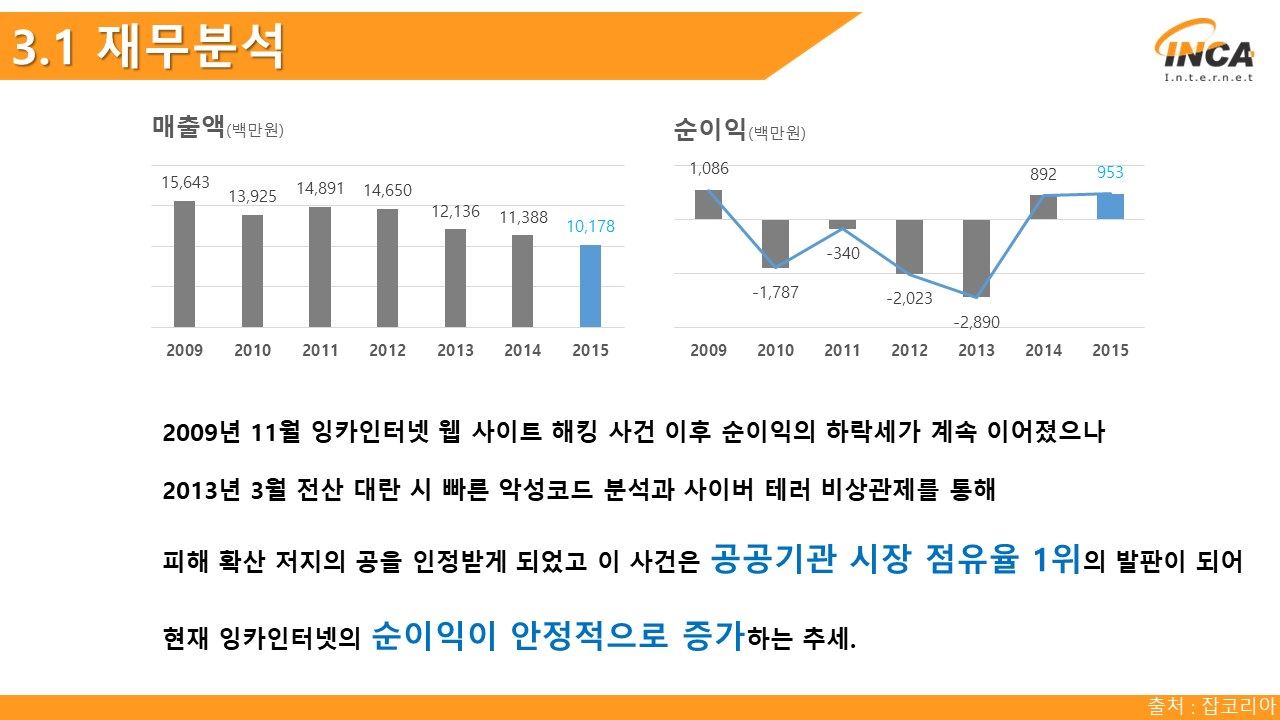 3.1 재무분석
INCA
I.n.t.e.r.n.e.t
매출액(백만원)
15,643
13,925
14,891
14,650
12,136
11,388
10,178
2009 2010 2011 2012 2013 2014 2015
순이익(백만원)
1,086
-1,787
-340
-2,023
-2,890
892
953
2009 2010 2011 2012 2013 2014 2015
2009년 11월 잉카인터넷 웹 사이트 해킹 사건 이후 순이익의 하락세가 계속 이어졌으나
2013년 3월 전산 대란 시 빠른 악성코드 분석과 사이버 테러 비상관제를 통해
피해 확산 저지의 공을 인정받게 되었고 이 사건은 공공기관 시장 점유율 1위의 발판이 되어
현재 잉카인터넷의 순이익이 안정적으로 증가하는 추세.
출처 : 잡코리아